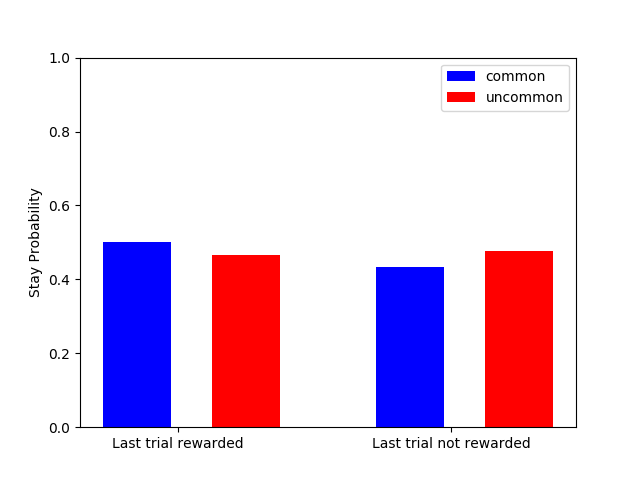 common
uncommon
Stay Probability
1.0
0.8
0.6
0.4
0.2
0.0
Last trial rewarded
Last trial not rewarded